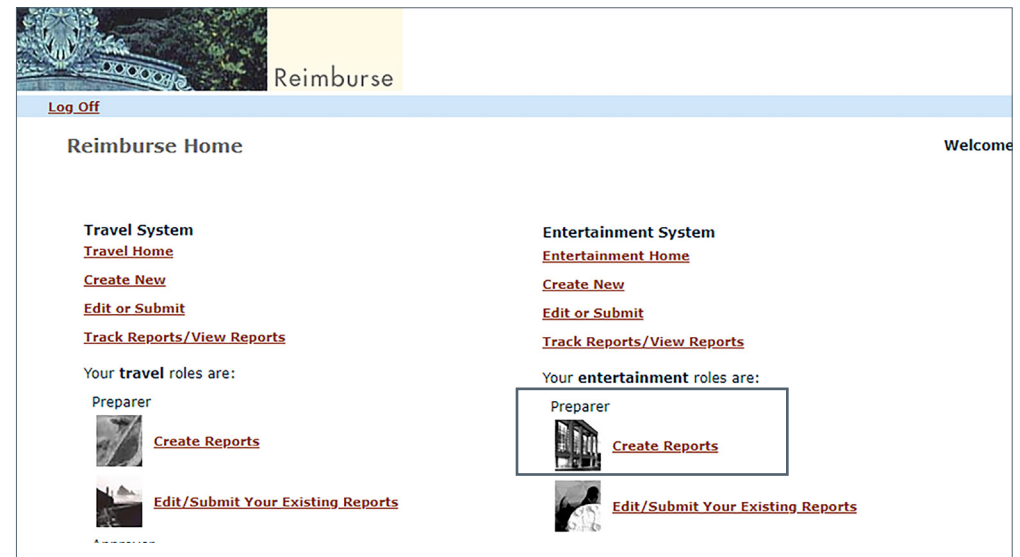 Reimburse
Log Off
Reimburse Home
Welcome
Travel System
Travel Home
Create New
Edit or Submit
Track Reports/View Reports
Your travel roles are:
Preparer
Create Reports
Edit/Submit Your Existing Reports
Entertainment System
Entertainment Home
Create New
Edit or Submit
Track Reports/View Reports
Your entertainment roles are:
Preparer
Create Reports
Edit/Submit Your Existing Reports